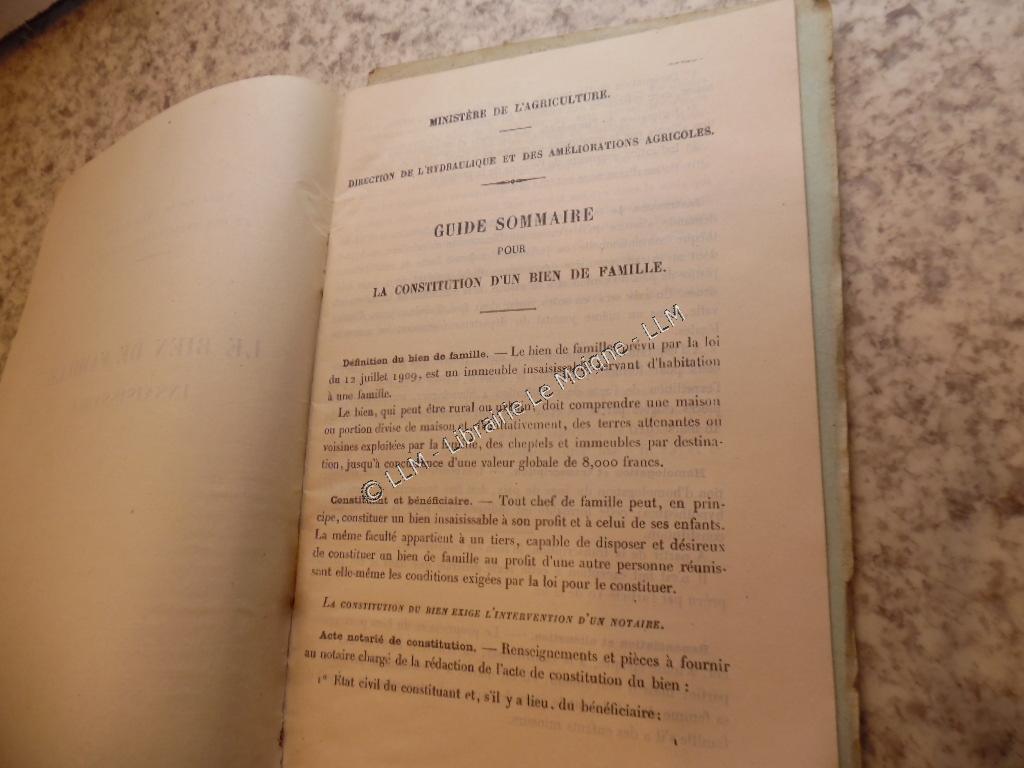 MINISTÈRE DE L'AGRICULTURE.
DIRECTION DE L'HYDRAULIQUE ET DES AMÉLIORATIONS AGRICOLES.
GUIDE SOMMAIRE
POUR
LA CONSTITUTION D'UN BIEN DE FAMILLE.
Définition du bien de famille. — Le bien de famille, prévu par la loi
du 12 juillet 1909, est un immeuble insaisissable servant d'habitation
à une famille.
Le bien, qui peut être rural ou urbain, doit comprendre une maison
ou portion divise de maison et, facultativement, des terres attenantes ou
voisines exploitées par la famille, des cheptels et immeubles par destina-
tion, jusqu'à concurrence d'une valeur globale de 8,000 francs.
Constituant et bénéficiaire. — Tout chef de famille peut, en prin-
cipe, constituer un bien insaisissable à son profit et à celui de ses enfants.
La même faculté appartient à un tiers, capable de disposer et désireux
de constituer un bien de famille au profit d'une autre personne réunis-
sant elle-même les conditions exigées par la loi pour le constituer.
LA CONSTITUTION DU BIEN EXIGE L'INTERVENTION D'UN NOTAIRE.
Acte notarié de constitution. — Renseignements et pièces à fournir
au notaire chargé de la rédaction de l'acte de constitution du bien :
1° État civil du constituant et, s'il y a lieu, du bénéficiaire;
LE BIEN DE FAMILLE
INSAISISSABLE
© LLM - Librairie Le Moigne - LLM